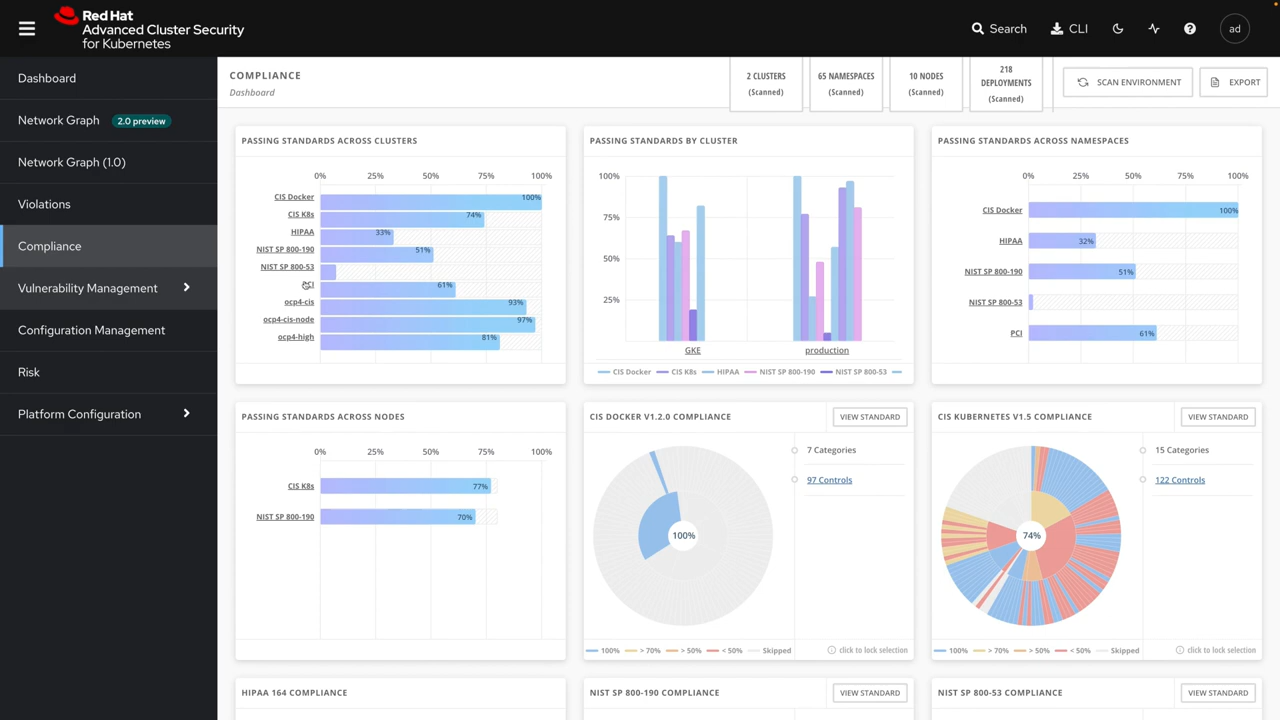 Red Hat
Advanced Cluster Security
for Kubernetes
Search
CLI
ad
Dashboard
Network Graph 2.0 preview
Network Graph (1.0)
Violations
Compliance
Vulnerability Management
Configuration Management
Risk
Platform Configuration
COMPLIANCE
Dashboard
2 CLUSTERS
(Scanned)
65 NAMESPACES
(Scanned)
10 NODES
(Scanned)
218
DEPLOYMENTS
(Scanned)
SCAN ENVIRONMENT
EXPORT
PASSING STANDARDS ACROSS CLUSTERS
0% 25% 50% 75% 100%
CIS Docker 100%
CIS K8s 74%
HIPAA 33%
NIST SP 800-190 51%
NIST SP 800-53
PCI 61%
ocp4-cis 93%
ocp4-cis-node 97%
ocp4-high 81%
PASSING STANDARDS BY CLUSTER
100%
75%
50%
25%
GKE production
CIS Docker CIS K8s HIPAA NIST SP 800-190 NIST SP 800-53
PASSING STANDARDS ACROSS NAMESPACES
0% 25% 50% 75% 100%
CIS Docker 100%
HIPAA 32%
NIST SP 800-190 51%
NIST SP 800-53
PCI 61%
PASSING STANDARDS ACROSS NODES
0% 25% 50% 75% 100%
CIS K8s 77%
NIST SP 800-190 70%
CIS DOCKER V1.2.0 COMPLIANCE
VIEW STANDARD
100%
7 Categories
97 Controls
100% > 70% > 50% < 50% Skipped
click to lock selection
CIS KUBERNETES V1.5 COMPLIANCE
VIEW STANDARD
74%
15 Categories
122 Controls
100% > 70% > 50% < 50% Skipped
click to lock selection
HIPAA 164 COMPLIANCE
NIST SP 800-190 COMPLIANCE
VIEW STANDARD
NIST SP 800-53 COMPLIANCE
VIEW STANDARD